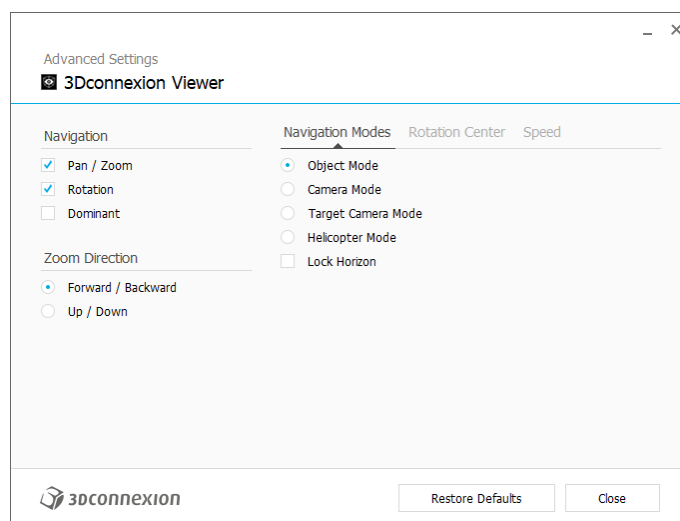 Advanced Settings
3Dconnexion Viewer
Navigation
Pan / Zoom
Rotation
Dominant
Zoom Direction
Forward / Backward
Up / Down
Navigation Modes Rotation Center Speed
Object Mode
Camera Mode
Target Camera Mode
Helicopter Mode
Lock Horizon
3Dconnexion
Restore Defaults Close